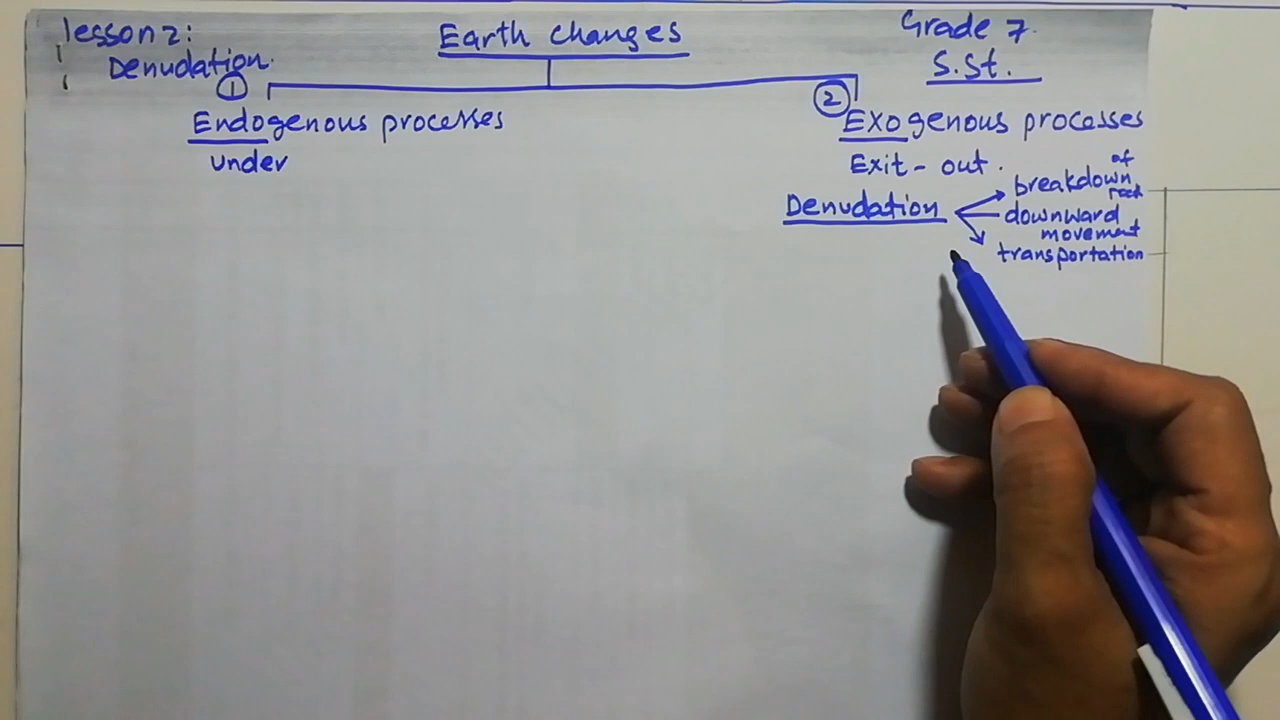 lesson 2:
Denudation.
Earth changes
Grade 7.
S.St.
1
Endogenous processes
under
2
Exogenous processes
Exit - out.
Denudation
breakdown of rock
downward
movement
transportation